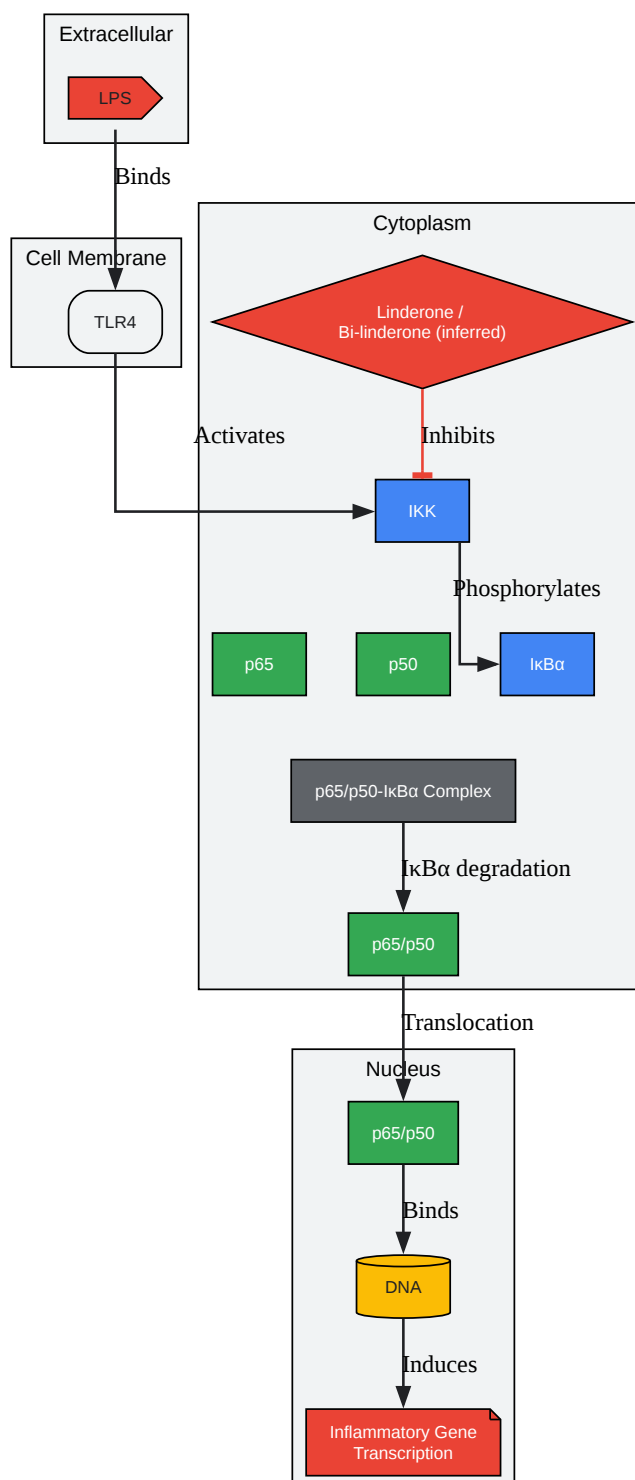 Extracellular
LPS
Binds
Cell Membrane
TLR4
Cytoplasm
Linderone /
Bi-linderone (inferred)
Activates
Inhibits
IKK
Phosphorylates
p65
p50
IκBα
p65/p50-IκBα Complex
IκBα degradation
p65/p50
Translocation
Nucleus
p65/p50
Binds
DNA
Induces
Inflammatory Gene
Transcription